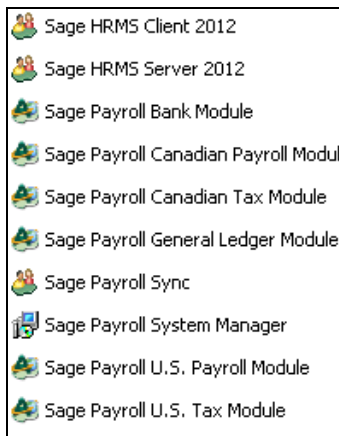 Sage HRMS Client 2012
Sage HRMS Server 2012
Sage Payroll Bank Module
Sage Payroll Canadian Payroll Modul
Sage Payroll Canadian Tax Module
Sage Payroll General Ledger Module
Sage Payroll Sync
Sage Payroll System Manager
Sage Payroll U.S. Payroll Module
Sage Payroll U.S. Tax Module